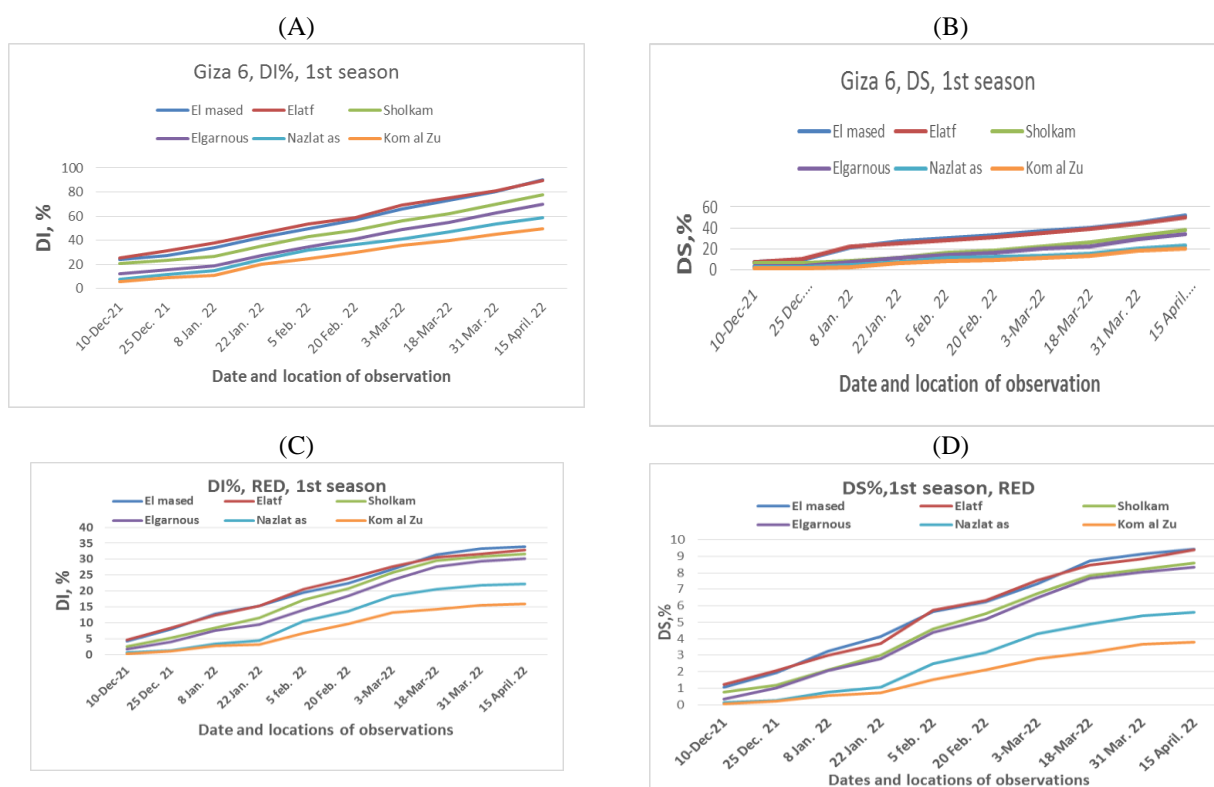 (A)
Giza 6, DI%, 1st season
El mased Elatf Sholkam
Elgarnous Nazlat as Kom al Zu
100
80
60
40
20
0
DI, %
10-Dec-21 25 Dec. 21 8 Jan. 22 22 Jan. 22 5 feb. 22 20 Feb. 22 3-Mar-22 18-Mar-22 31 Mar. 22 15 April. 22
Date and location of observation
(B)
Giza 6, DS, 1st season
El mased Elatf Sholkam
Elgarnous Nazlat as Kom al Zu
60
40
20
0
DS,%
10-Dec-21 25 Dec.... 8 Jan. 22 22 Jan. 22 5 feb. 22 20 Feb. 22 3-Mar-22 18-Mar-22 31 Mar. 22 15 April....
Date and location of observation
(C)
DI%, RED, 1st season
El mased Elatf Sholkam
Elgarnous Nazlat as Kom al Zu
40
35
30
25
20
15
10
5
0
DI, %
10-Dec-21 25 Dec. 21 8 Jan. 22 22 Jan. 22 5 feb. 22 20 Feb. 22 3-Mar-22 18-Mar-22 31 Mar. 22 15 April. 22
Date and locations of observations
(D)
DS%,1st season, RED
El mased Elatf Sholkam
Elgarnous Nazlat as Kom al Zu
10
9
8
7
6
5
4
3
2
1
0
DS,%
10-Dec-21 25 Dec. 21 8 Jan. 22 22 Jan. 22 5 feb. 22 20 Feb. 22 3-Mar-22 18-Mar-22 31 Mar. 22 15 April. 22
Dates and locations of observations